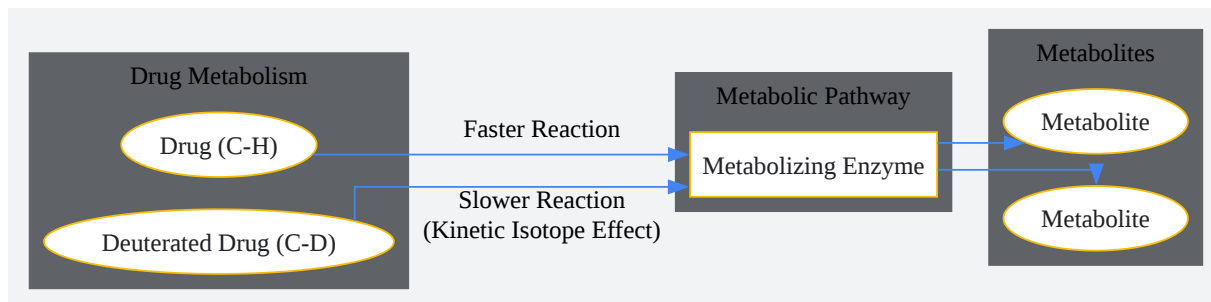 Drug Metabolism
Drug (C-H)
Deuterated Drug (C-D)
Faster Reaction
Slower Reaction
(Kinetic Isotope Effect)
Metabolic Pathway
Metabolizing Enzyme
Metabolites
Metabolite
Metabolite